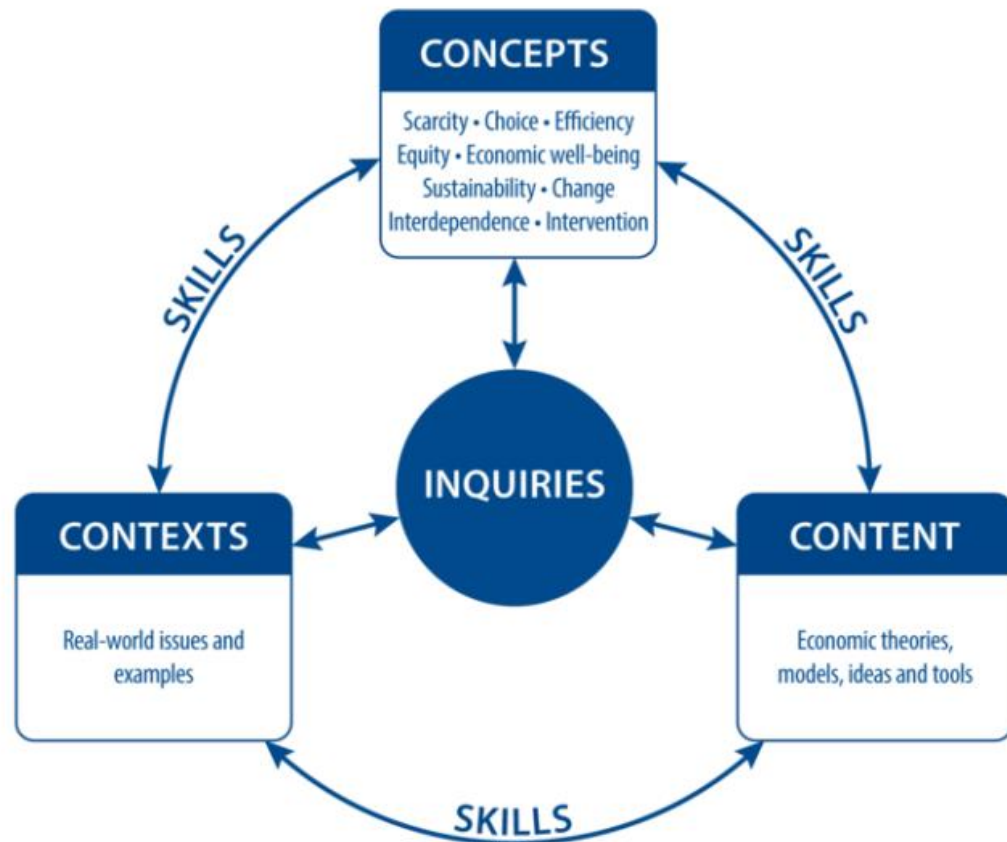 CONCEPTS
Scarcity • Choice • Efficiency
Equity • Economic well-being
Sustainability • Change
Interdependence • Intervention
SKILLS
SKILLS
INQUIRIES
CONTEXTS
Real-world issues and
examples
CONTENT
Economic theories,
models, ideas and tools
SKILLS